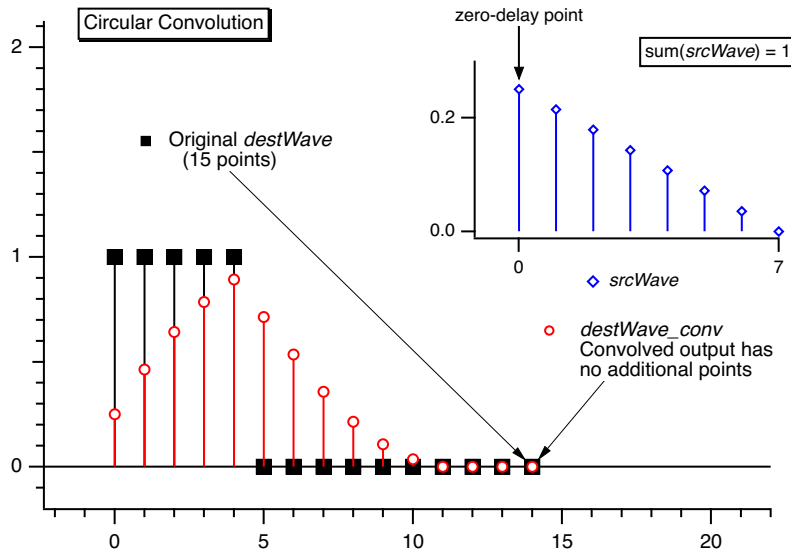 Circular Convolution
zero-delay point
sum(srcWave) = 1
2
1
0
Original destWave
(15 points)
0.2
0.0
0
7
srcWave
destWave_conv
Convolved output has
no additional points
0
5
10
15
20